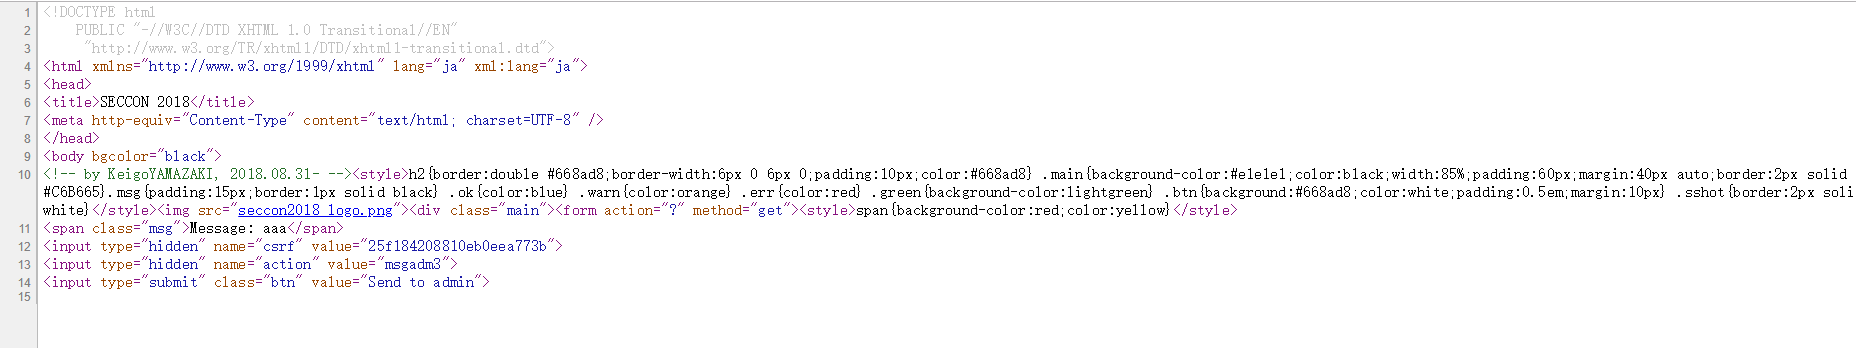 1 <!DOCTYPE html
2 PUBLIC "-//W3C//DTD XHTML 1.0 Transitional//EN"
3 "http://www.w3.org/TR/xhtml1/DTD/xhtml1-transitional.dtd">
4 <html xmlns="http://www.w3.org/1999/xhtml" lang="ja" xml:lang="ja">
5 <head>
6 <title>SECCON 2018</title>
7 <meta http-equiv="Content-Type" content="text/html; charset=UTF-8" />
8 </head>
9 <body bgcolor="black">
10 <!-- by KeigoYAMAZAKI, 2018.08.31- --><style>h2{border:double #668ad8;border-width:6px 0 6px 0;padding:10px;color:#668ad8} .main{background-color:#e1e1e1;color:black;width:85%;padding:60px;margin:40px auto;border:2px solid
#C6B665}.msg{padding:15px;border:1px solid black} .ok{color:blue} .warn{color:orange} .err{color:red} .green{background-color:lightgreen} .btn{background:#668ad8;color:white;padding:0.5em;margin:10px} .sshot{border:2px soli
white}</style><img src="seccon2018_logo.png"><div class="main"><form action="?" method="get"><style>span{background-color:red;color:yellow}</style>
11 <span class="msg">Message: aaa</span>
12 <input type="hidden" name="csrf" value="25f184208810eb0eea773b">
13 <input type="hidden" name="action" value="msgadm3">
14 <input type="submit" class="btn" value="Send to admin">
15